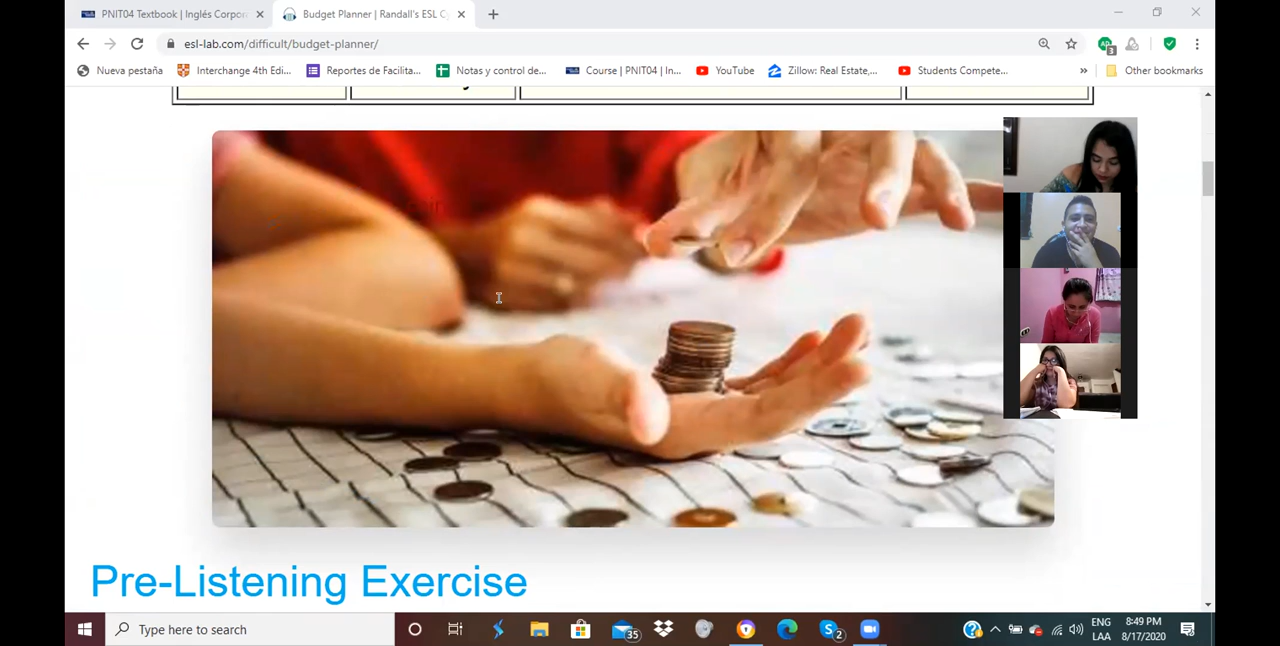 PNIT04 Textbook | Inglés Corpor
Budget Planner | Randall's ESL Cy
esl-lab.com/difficult/budget-planner/
3
Nueva pestaña
Interchange 4th Edi...
Reportes de Facilita...
Notas y control de...
Course | PNIT04 | In...
YouTube
Zillow: Real Estate,...
Students Compete...
»
Other bookmarks
Pre-Listening Exercise
Type here to search
35
2
ENG
LAA
8:49 PM
8/17/2020